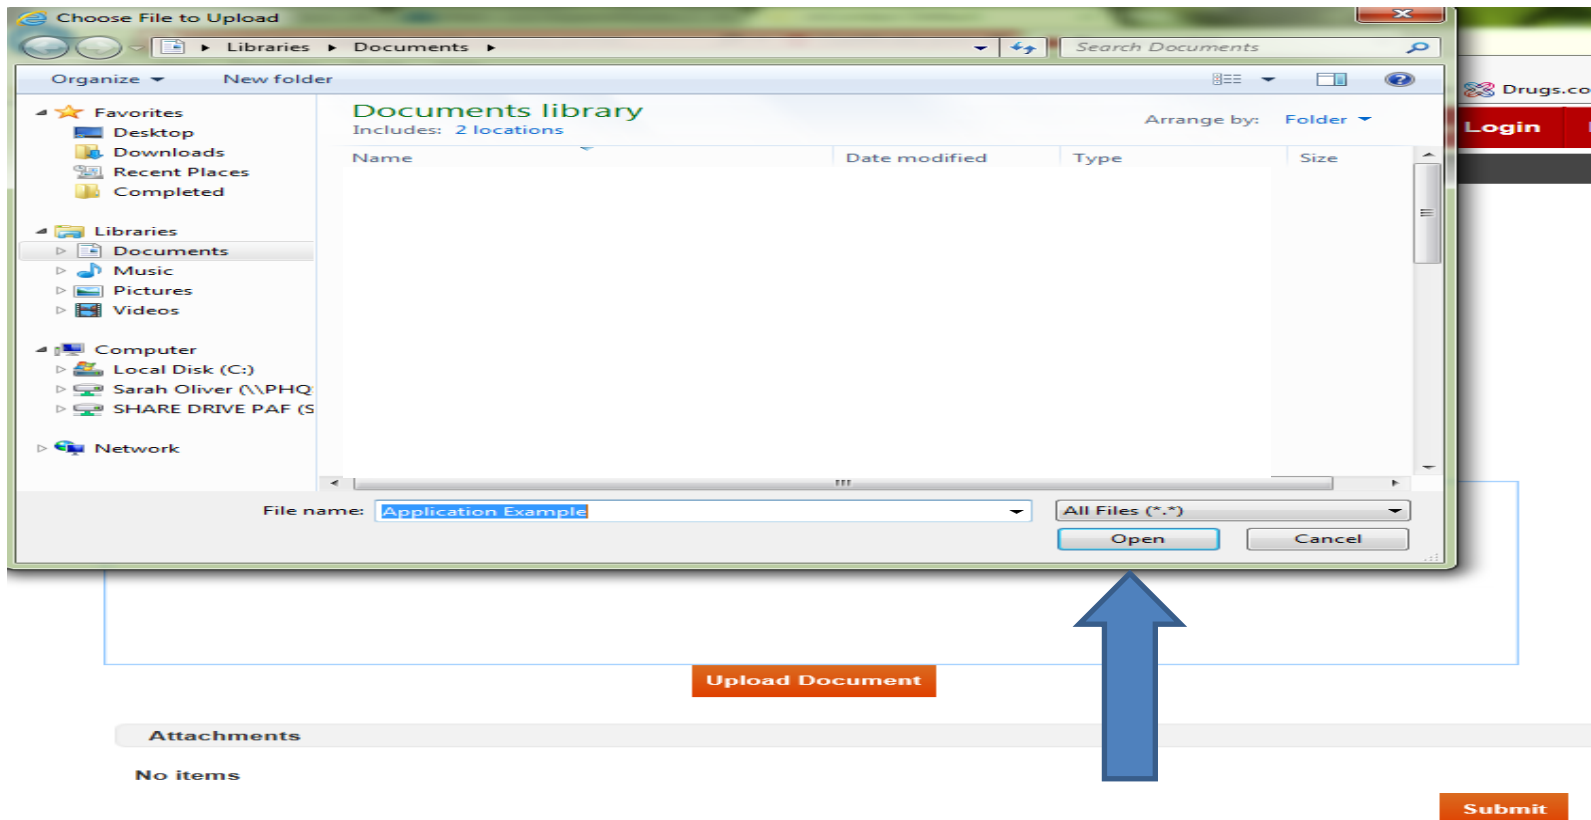 Choose File to Upload
Libraries Documents
Search Documents
Organize New folder
Drugs.co
Login
Favorites
Desktop
Downloads
Recent Places
Completed
Libraries
Documents
Music
Pictures
Videos
Computer
Local Disk (C:)
Sarah Oliver (\\PHQ
SHARE DRIVE PAF (S
Network
Documents library
Includes: 2 locations
Arrange by: Folder
Name Date modified Type Size
File name: Application Example All Files (*.*)
Open Cancel
Upload Document
Attachments
No items
Submit